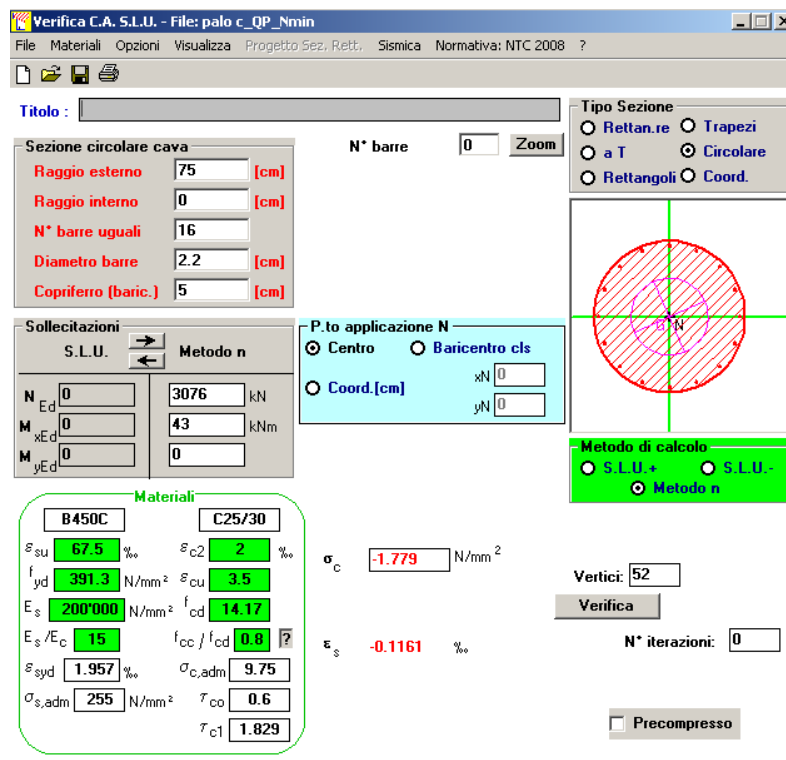 Verifica C.A. S.L.U. - File: palo c_QP_Nmin
File Materiali Opzioni Visualizza Progetto Sez. Rett. Sismica Normativa: NTC 2008 ?
Titolo :
Tipo Sezione
Rettan.re Trapezi
a T Circolare
Rettangoli Coord.
Sezione circolare cava
N* barre 0 Zoom
Raggio esterno 75 [cm]
Raggio interno 0 [cm]
N* barre uguali 16
Diametro barre 2.2 [cm]
Copriferro (baric.) 5 [cm]
G N
Sollecitazioni
S.L.U. Metodo n
N Ed 0 3076 kN
M xEd 0 43 kNm
M yEd 0 0
P.to applicazione N
Centro Baricentro cls
Coord.[cm] xN 0
yN 0
Metodo di calcolo
S.L.U.+ S.L.U.-
Metodo n
Materiali
B450C C25/30
εsu 67.5 ‰ εc2 2 ‰
fyd 391.3 N/mm² εcu 3.5
Es 200'000 N/mm² fcd 14.17
Es/Ec 15 fcc / fcd 0.8 ?
εsyd 1.957 ‰ σc,adm 9.75
σs,adm 255 N/mm² τco 0.6
τc1 1.829
σc -1.779 N/mm²
εs -0.1161 ‰
Vertici: 52
Verifica
N* iterazioni: 0
Precompresso